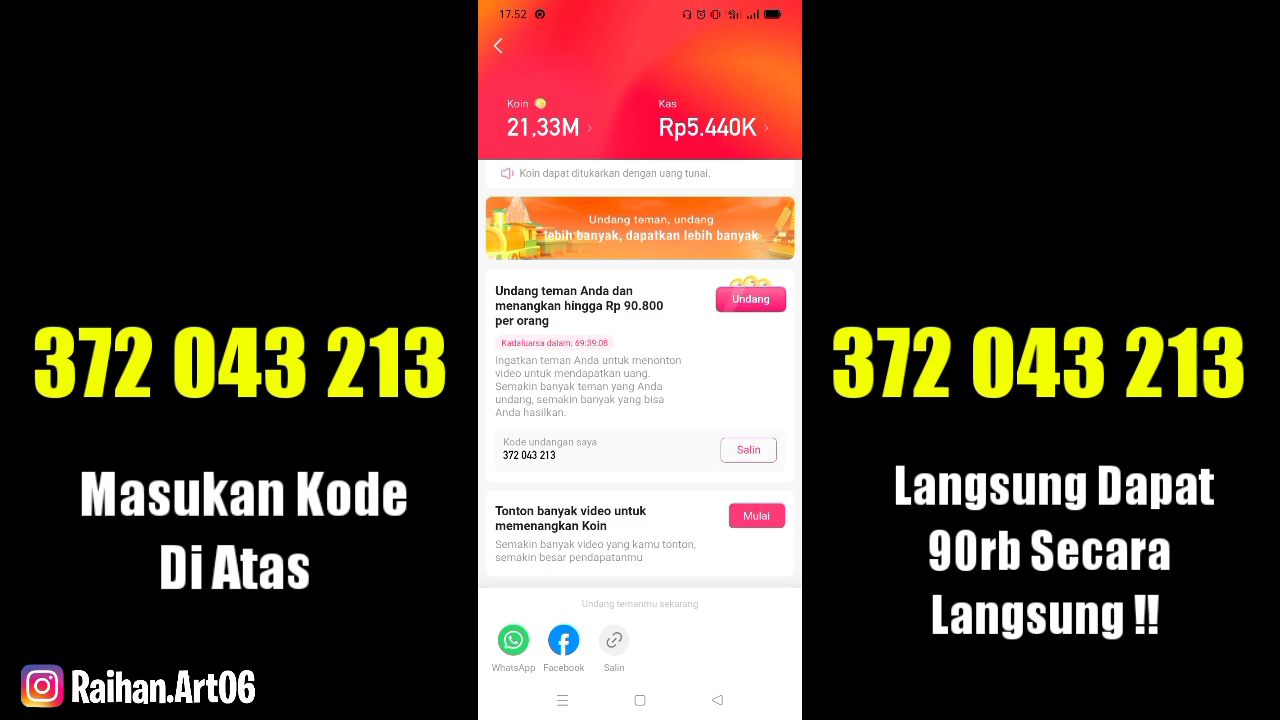 17.52
Koin
Kas
21,33M
Rp5.440K
Koin dapat ditukarkan dengan uang tunai.
Undang teman, undang
lebih banyak, dapatkan lebih banyak
Undang teman Anda dan
menangkan hingga Rp 90.800
per orang
Undang
Kadaluarsa dalam: 69:39:08
Ingatkan teman Anda untuk menonton
video untuk mendapatkan uang.
Semakin banyak teman yang Anda
undang, semakin banyak yang bisa
Anda hasilkan.
Kode undangan saya
372 043 213
Salin
Tonton banyak video untuk
memenangkan Koin
Mulai
Semakin banyak video yang kamu tonton,
semakin besar pendapatanmu
Undang temanmu sekarang
WhatsApp
Facebook
Salin
372 043 213
Masukan Kode
Di Atas
Raihan.Art06
372 043 213
Langsung Dapat
90rb Secara
Langsung !!